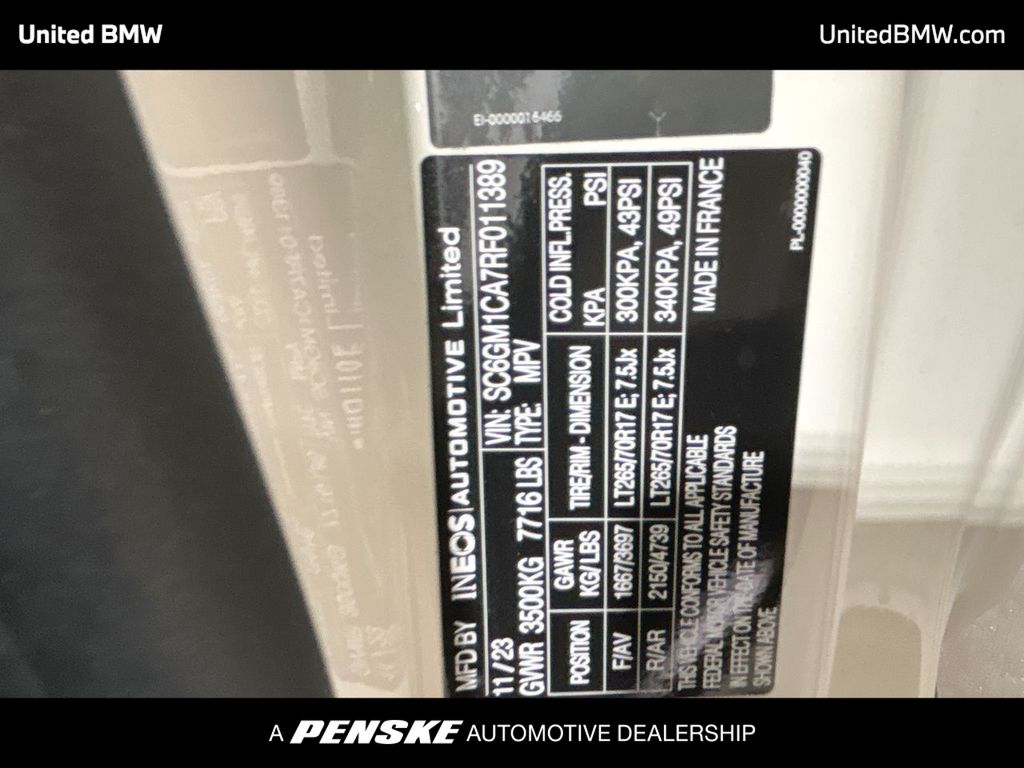 United BMW
UnitedBMW.com
EI-0000016466
MFD BY INEOS | AUTOMOTIVE Limited
11/23 VIN: SC6GM1CA7RF011389
GVWR 3500KG 7716 LBS TYPE: MPV
POSITION GAWR KG/LBS TIRE/RIM - DIMENSION COLD INFL.PRESS. KPA PSI
F/AV 1667/3697 LT265/70R17 E; 7.5Jx 300KPA, 43PSI
R/AR 2150/4739 LT265/70R17 E; 7.5Jx 340KPA, 49PSI
THIS VEHICLE CONFORMS TO ALL APPLICABLE
FEDERAL MOTOR VEHICLE SAFETY STANDARDS
IN EFFECT ON THE DATE OF MANUFACTURE
SHOWN ABOVE
MADE IN FRANCE
PL-0000000040
A PENSKE AUTOMOTIVE DEALERSHIP